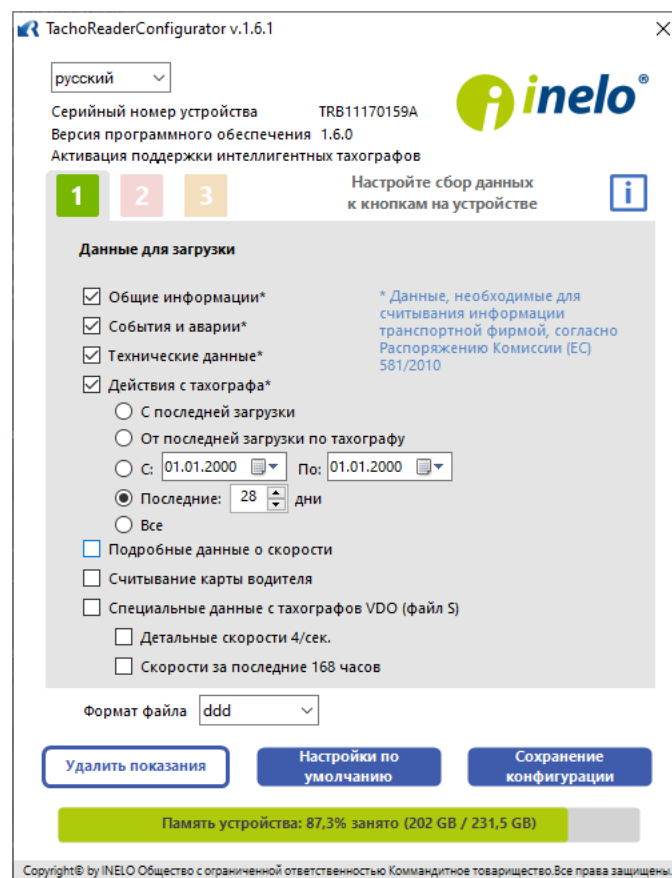 TachoReaderConfigurator v.1.6.1
русский
inelo®
Серийный номер устройства TRB11170159A
Версия программного обеспечения 1.6.0
Активация поддержки интеллигентных тахографов
1 2 3
Настройте сбор данных
к кнопкам на устройстве
i
Данные для загрузки
Общие информации*
События и аварии*
Технические данные*
Действия с тахографа*
* Данные, необходимые для
считывания информации
транспортной фирмой, согласно
Распоряжению Комиссии (ЕС)
581/2010
С последней загрузки
От последней загрузки по тахографу
С: 01.01.2000 По: 01.01.2000
Последние: 28 дни
Все
Подробные данные о скорости
Считывание карты водителя
Специальные данные с тахографов VDO (файл S)
Детальные скорости 4/сек.
Скорости за последние 168 часов
Формат файла ddd
Удалить показания
Настройки по
умолчанию
Сохранение
конфигурации
Память устройства: 87,3% занято (202 GB / 231,5 GB)
Copyright© by INELO Общество с ограниченной ответственностью Коммандитное товарищество.Все права защищены.